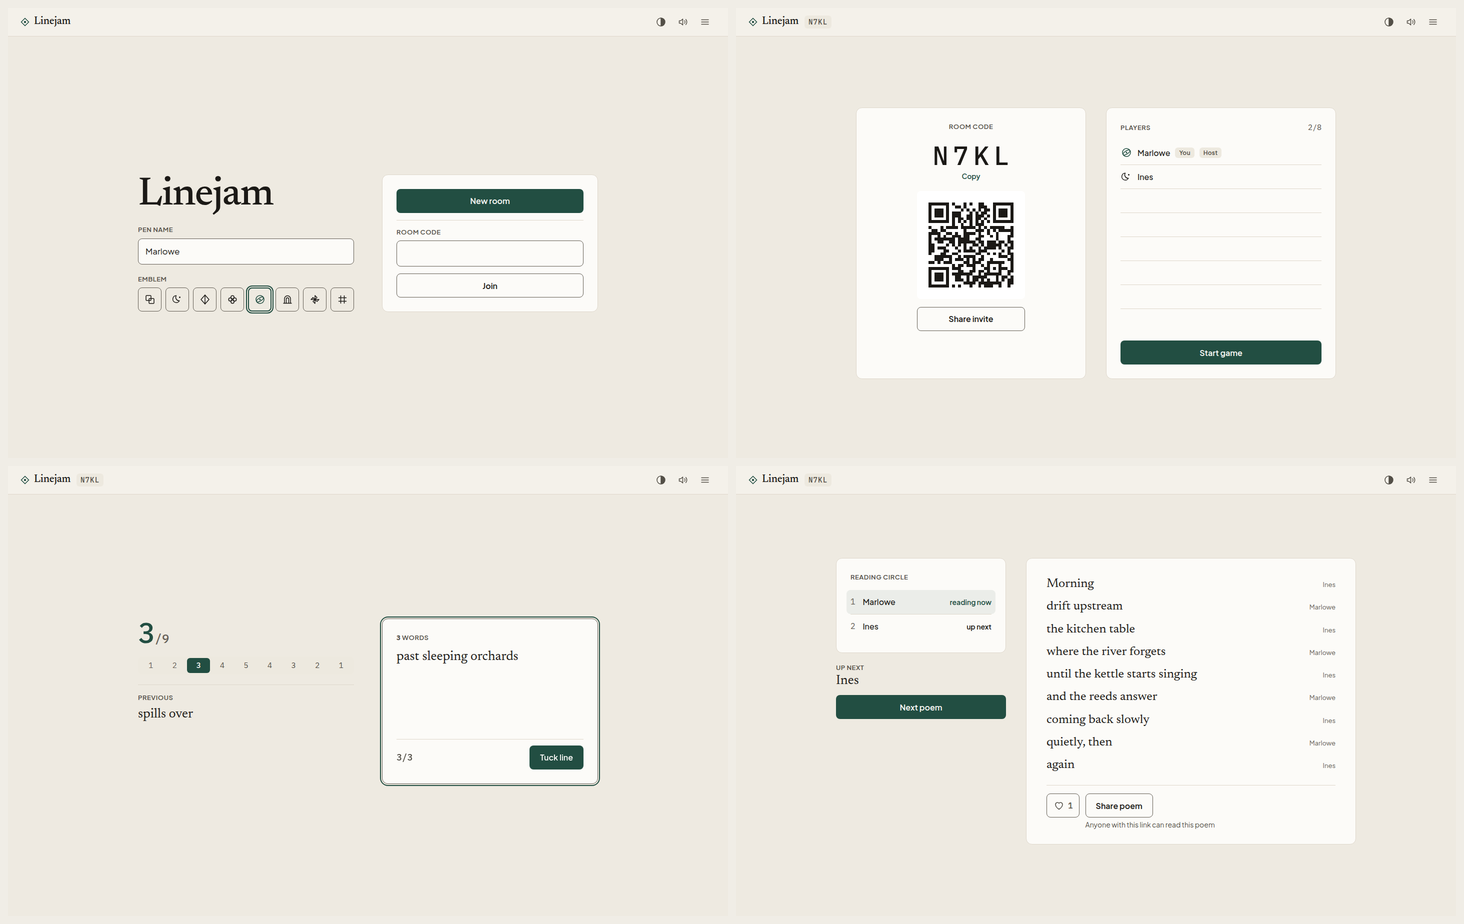 Linejam
Linejam
PEN NAME
Marlowe
EMBLEM
New room
ROOM CODE
Join
Linejam N7KL
ROOM CODE
N7KL
Copy
Share invite
PLAYERS 2/8
Marlowe You Host
Ines
Start game
Linejam N7KL
3/9
1 2 3 4 5 4 3 2 1
PREVIOUS
spills over
3 WORDS
past sleeping orchards
3/3 Tuck line
Linejam N7KL
READING CIRCLE
1 Marlowe reading now
2 Ines up next
UP NEXT
Ines
Next poem
Morning Ines
drift upstream Marlowe
the kitchen table Ines
where the river forgets Marlowe
until the kettle starts singing Ines
and the reeds answer Marlowe
coming back slowly Ines
quietly, then Marlowe
again Ines
1 Share poem
Anyone with this link can read this poem